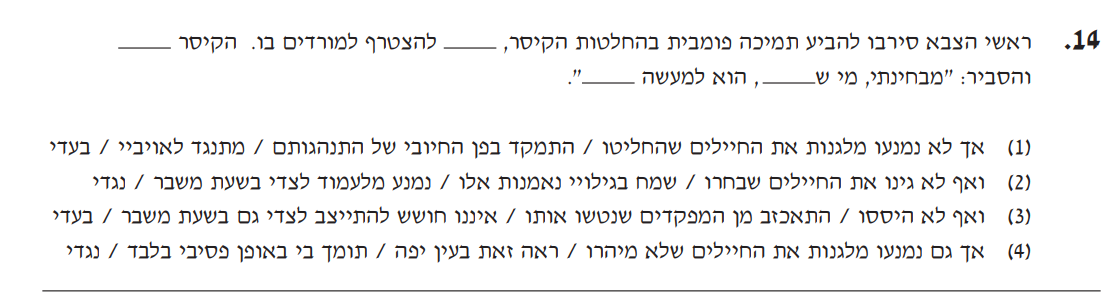 14. ראשי הצבא סירבו להביע תמיכה פומבית בהחלטות הקיסר, _____ להצטרף למורדים בו. הקיסר _____
והסביר: "מבחינתי, מי ש_____, הוא למעשה _____".
(1) אך לא נמנעו מלגנות את החיילים שהחליטו / התמקד בפן החיובי של התנהגותם / מתנגד לאויביי / בעדי
(2) ואף לא גינו את החיילים שבחרו / שמח בגילויי נאמנות אלו / נמנע מלעמוד לצדי בשעת משבר / נגדי
(3) ואף לא היססו / התאכזב מן המפקדים שנטשו אותו / איננו חושש להתייצב לצדי גם בשעת משבר / בעדי
(4) אך גם נמנעו מלגנות את החיילים שלא מיהרו / ראה זאת בעין יפה / תומך בי באופן פסיבי בלבד / נגדי